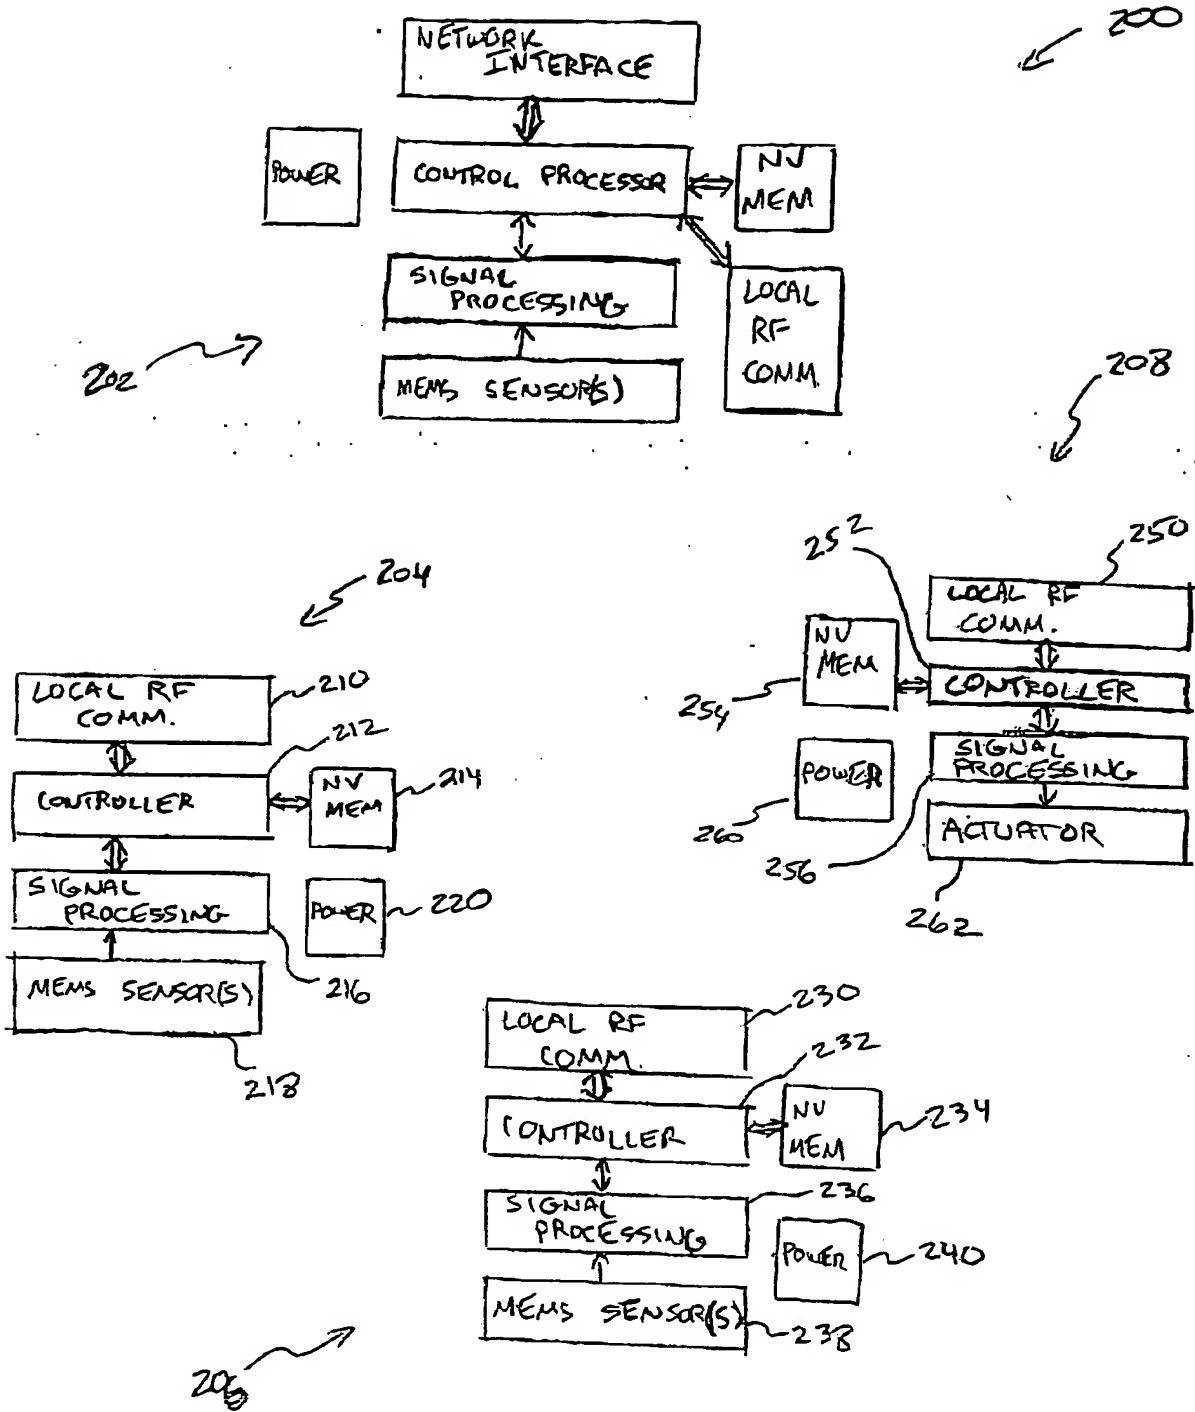 200
NETWORK
INTERFACE
POWER
CONTROL PROCESSOR
NV
MEM
SIGNAL
PROCESSING
LOCAL
RF
COMM.
MEMS SENSOR(S)
202
208
204
LOCAL RF
COMM.
210
212
CONTROLLER
NV
MEM
214
SIGNAL
PROCESSING
216
POWER
220
MEMS SENSOR(S)
218
252
250
LOCAL RF
COMM.
NV
MEM
254
CONTROLLER
SIGNAL
PROCESSING
POWER
260
256
ACTUATOR
262
230
LOCAL RF
COMM.
232
CONTROLLER
NV
MEM
234
236
SIGNAL
PROCESSING
POWER
240
MEMS SENSOR(S)
238
206